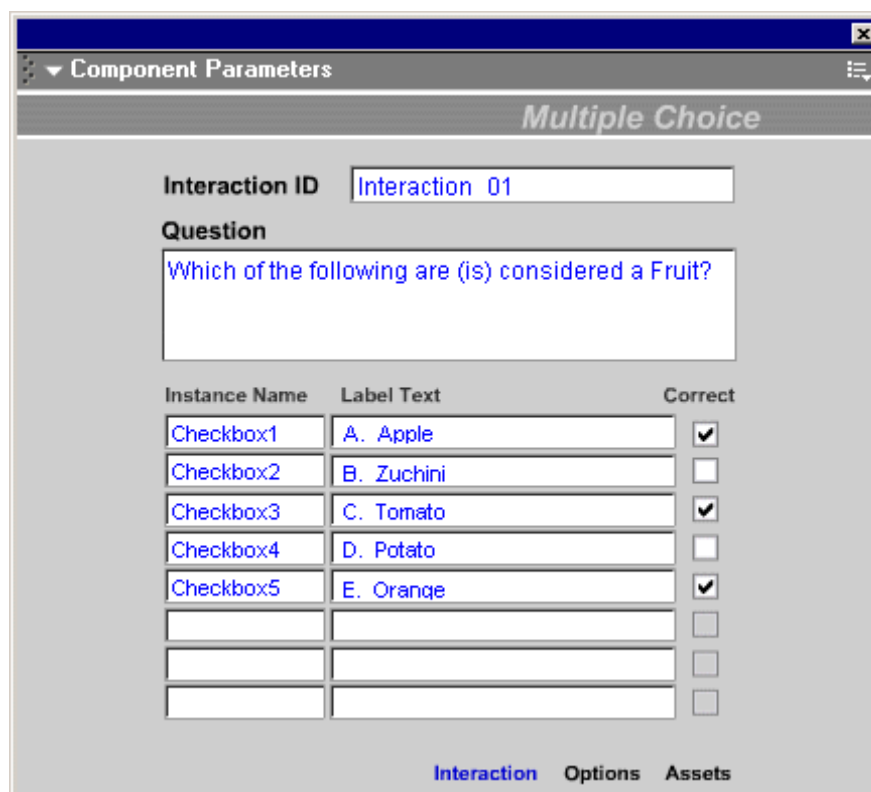 Component Parameters
Multiple Choice
Interaction ID Interaction 01
Question
Which of the following are (is) considered a Fruit?
Instance Name Label Text Correct
Checkbox1 A. Apple
Checkbox2 B. Zuchini
Checkbox3 C. Tomato
Checkbox4 D. Potato
Checkbox5 E. Orange
Interaction Options Assets